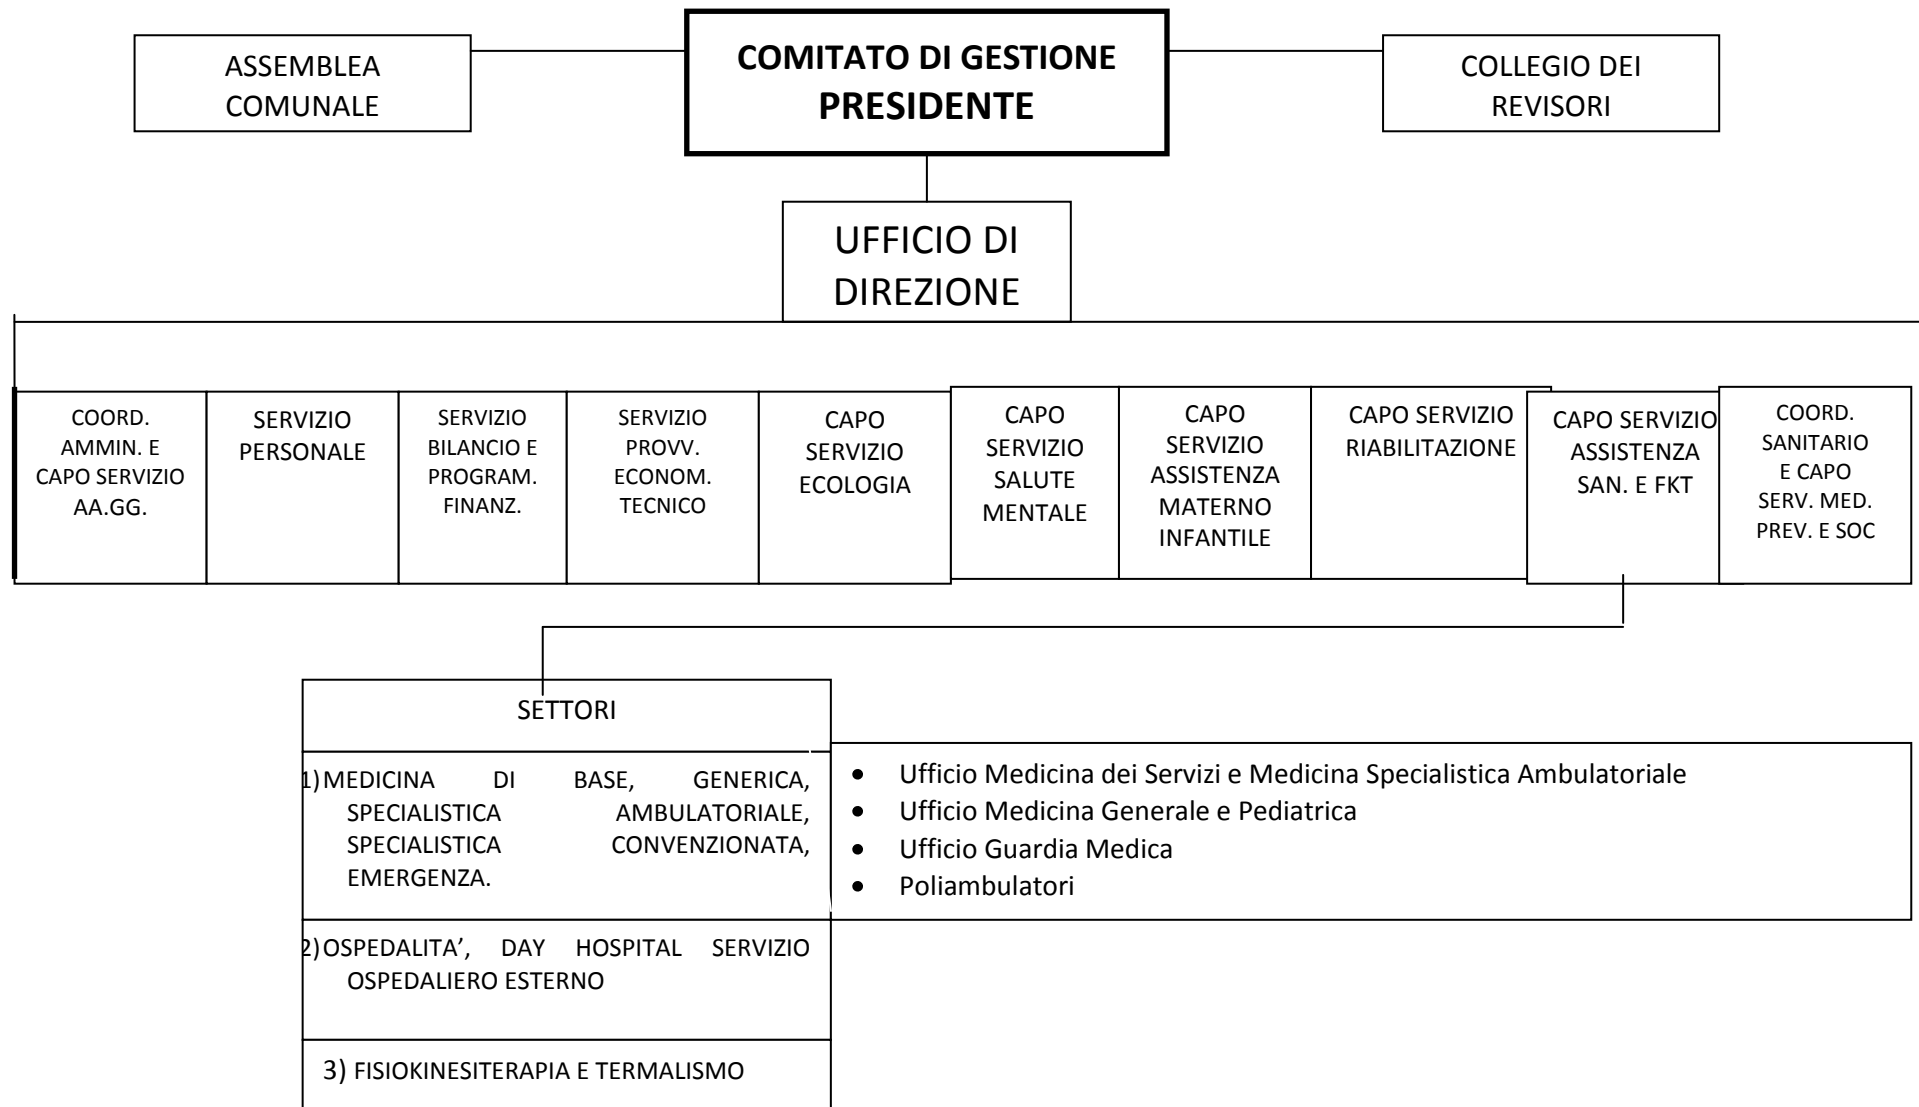 ASSEMBLEA
COMUNALE
COMITATO DI GESTIONE
PRESIDENTE
COLLEGIO DEI
REVISORI
UFFICIO DI
DIREZIONE
COORD.
AMMIN. E
CAPO SERVIZIO
AA.GG.
SERVIZIO
PERSONALE
SERVIZIO
BILANCIO E
PROGRAM.
FINANZ.
SERVIZIO
PROVV.
ECONOM.
TECNICO
CAPO
SERVIZIO
ECOLOGIA
CAPO
SERVIZIO
SALUTE
MENTALE
CAPO
SERVIZIO
ASSISTENZA
MATERNO
INFANTILE
CAPO SERVIZIO
RIABILITAZIONE
CAPO SERVIZIO
ASSISTENZA
SAN. E FKT
COORD.
SANITARIO
E CAPO
SERV. MED.
PREV. E SOC
SETTORI
1) MEDICINA DI BASE, GENERICA,
SPECIALISTICA AMBULATORIALE,
SPECIALISTICA CONVENZIONATA,
EMERGENZA.
• Ufficio Medicina dei Servizi e Medicina Specialistica Ambulatoriale
• Ufficio Medicina Generale e Pediatrica
• Ufficio Guardia Medica
• Poliambulatori
2) OSPEDALITA’, DAY HOSPITAL SERVIZIO
OSPEDALIERO ESTERNO
3) FISIOKINESITERAPIA E TERMALISMO